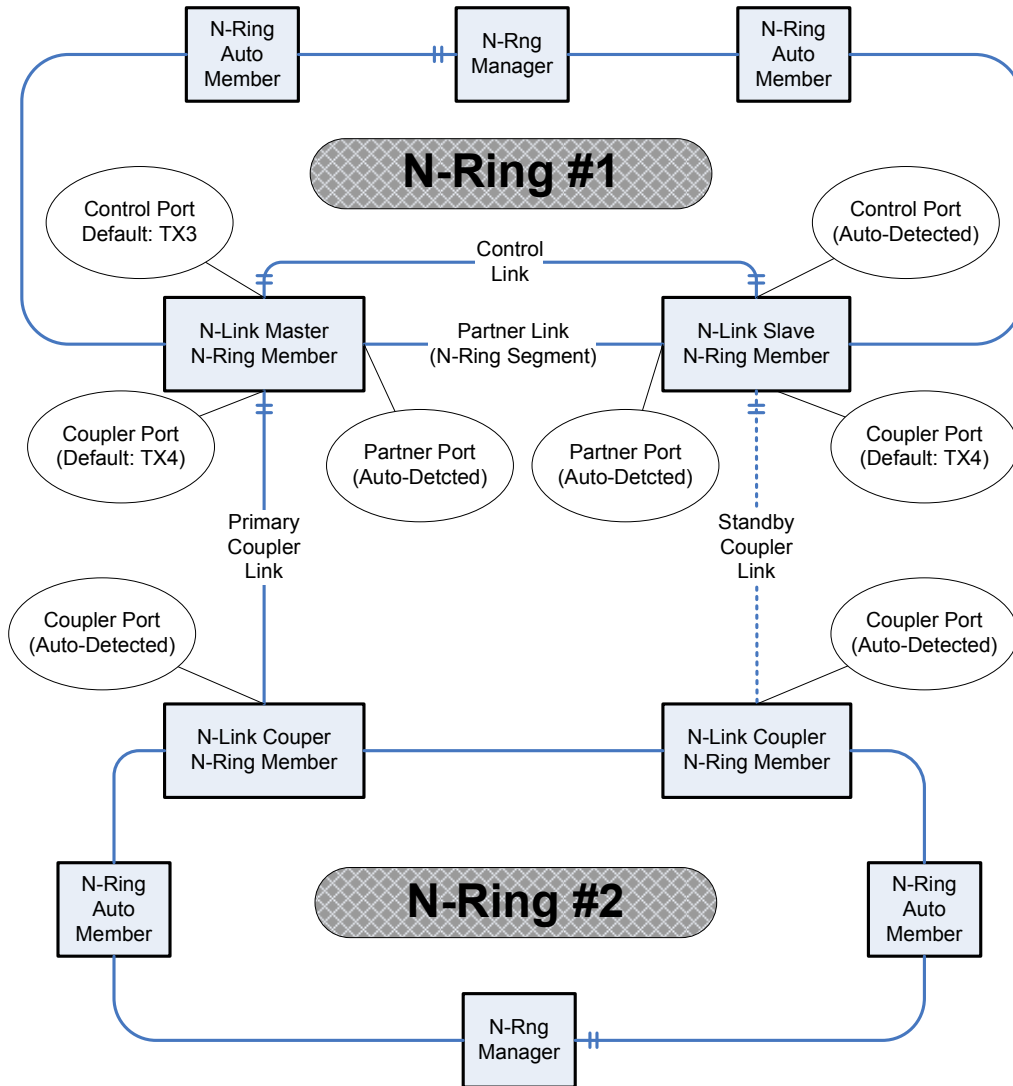 N-Ring
Auto
Member
N-Rng
Manager
N-Ring
Auto
Member
N-Ring #1
Control Port
Default: TX3
Control
Link
Control Port
(Auto-Detected)
N-Link Master
N-Ring Member
Partner Link
(N-Ring Segment)
N-Link Slave
N-Ring Member
Coupler Port
(Default: TX4)
Partner Port
(Auto-Detcted)
Partner Port
(Auto-Detcted)
Coupler Port
(Default: TX4)
Primary
Coupler
Link
Standby
Coupler
Link
Coupler Port
(Auto-Detected)
Coupler Port
(Auto-Detected)
N-Link Couper
N-Ring Member
N-Link Coupler
N-Ring Member
N-Ring
Auto
Member
N-Ring #2
N-Ring
Auto
Member
N-Rng
Manager